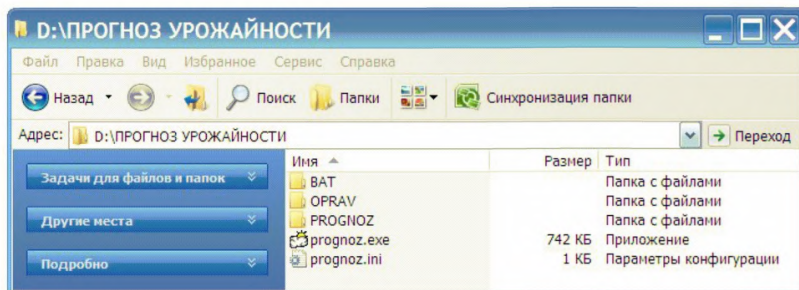 D:\ПРОГНОЗ УРОЖАЙНОСТИ
Файл Правка Вид Избранное Сервис Справка
Назад Поиск Папки Синхронизация папки
Адрес: D:\ПРОГНОЗ УРОЖАЙНОСТИ Переход
Имя Размер Тип
Задачи для файлов и папок
BAT Папка с файлами
OPRAV Папка с файлами
Другие места
PROGNOZ Папка с файлами
prognoz.exe 742 КБ Приложение
Подробно
prognoz.ini 1 КБ Параметры конфигурации